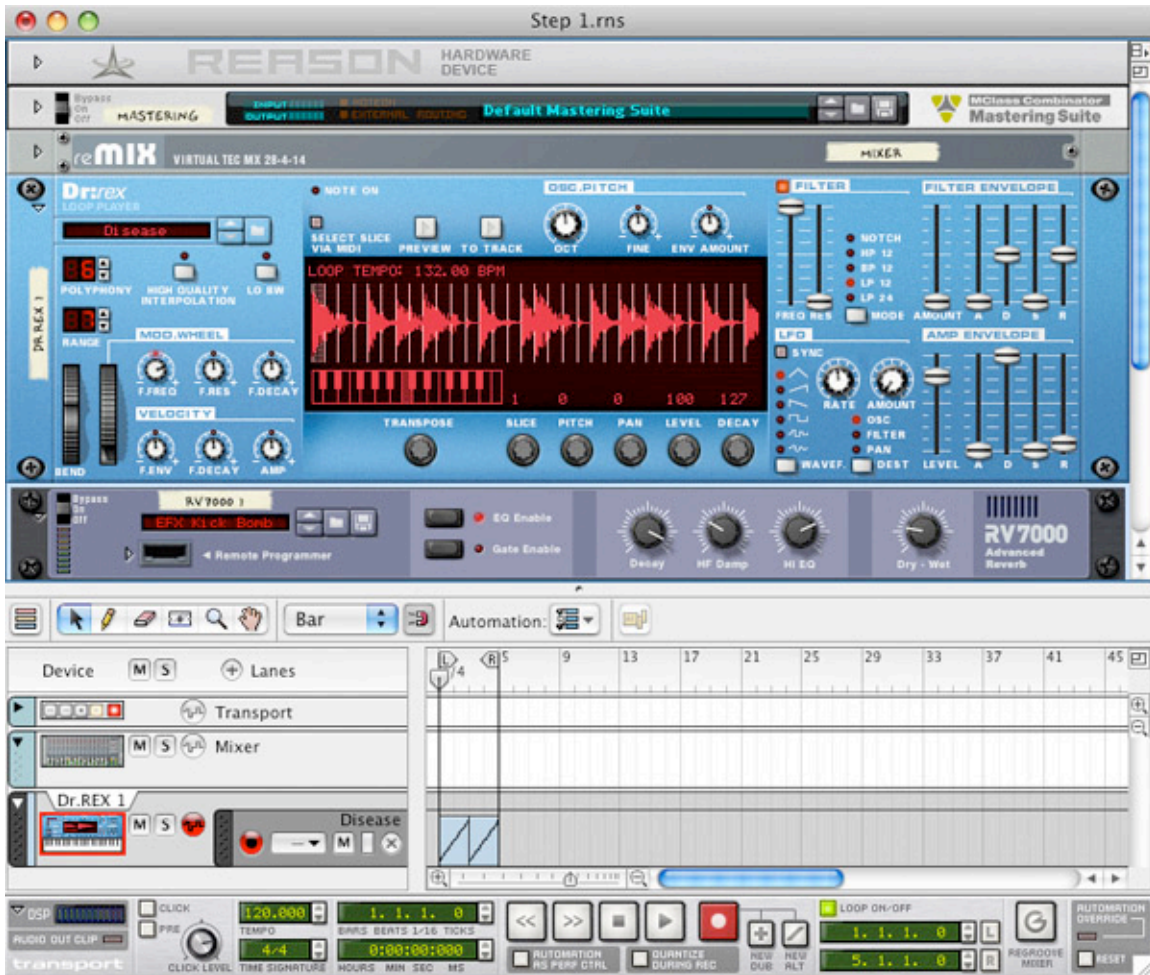 Step 1.rns
REASON HARDWARE DEVICE
Bypass
On
Off
MASTERING
INPUT
OUTPUT
EXTERNAL ROUTING
Default Mastering Suite
MClass Combinator
Mastering Suite
reMIX VIRTUAL TEC MX 28-4-14
MIXER
Dr:rex
LOOP PLAYER
Disease
6
POLYPHONY
HIGH QUALITY INTERPOLATION
LO BW
RANGE
DR.REX 1
MOD.WHEEL
F.FREQ F.RES F.DECAY
VELOCITY
F.ENV F.DECAY AMP
BEND
NOTE ON
SELECT SLICE VIA MIDI
PREVIEW
TO TRACK
OSC.PITCH
OCT FINE ENV AMOUNT
LOOP TEMPO: 132.00 BPM
1 0 0 100 127
TRANSPOSE SLICE PITCH PAN LEVEL DECAY
FILTER
NOTCH
HP 12
BP 12
LP 12
LP 24
FREQ RES
MODE
FILTER ENVELOPE
AMOUNT A D S R
LFO
SYNC
RATE AMOUNT
OSC
FILTER
PAN
WAVEF. DEST
AMP ENVELOPE
LEVEL A D S R
Bypass
On
Off
RV7000 1
EFX Kick Bomb
Remote Programmer
EQ Enable
Gate Enable
Decay HF Damp HI EQ Dry - Wet
RV7000
Advanced
Reverb
Bar
Automation:
Device M S Lanes
L R
/4 5 9 13 17 21 25 29 33 37 41 45
Transport
M S Mixer
Dr.REX 1
M S
Disease
M
DSP
AUDIO OUT CLIP
transport
CLICK
PRE
CLICK LEVEL
120.000
TEMPO
4/4
TIME SIGNATURE
1. 1. 1. 0
BARS BEATS 1/16 TICKS
0:00:00:000
HOURS MIN SEC MS
AUTOMATION AS PERF CTRL
QUANTIZE DURING REC
NEW DUB
NEW ALT
LOOP ON/OFF
1. 1. 1. 0 L
5. 1. 1. 0 R
REGROOVE MIXER
AUTOMATION OVERRIDE
RESET